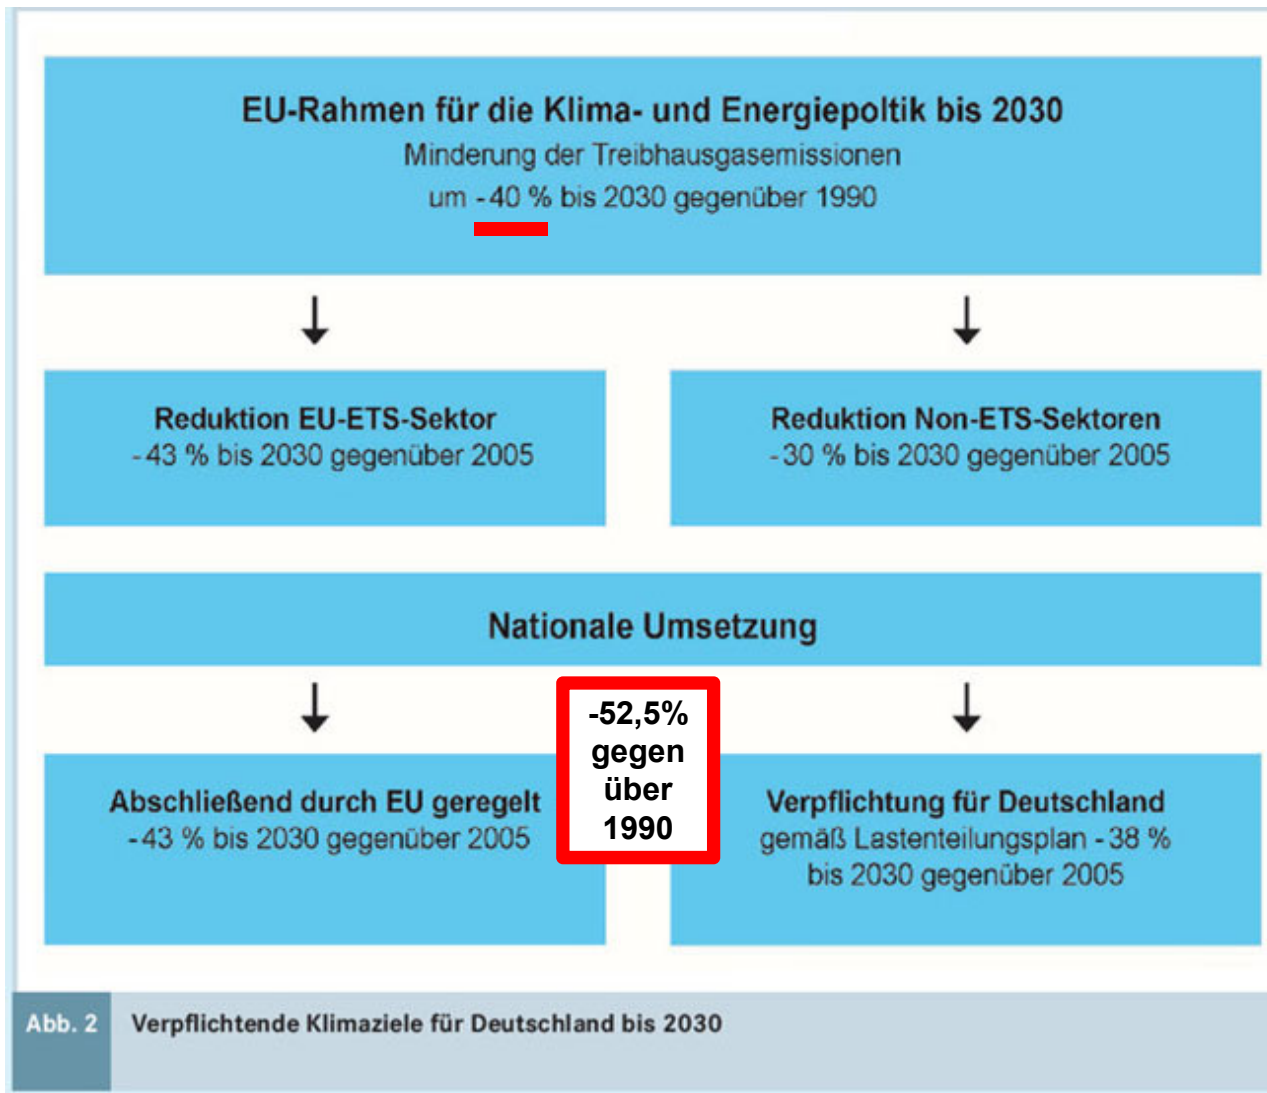 EU-Rahmen für die Klima- und Energiepoltik bis 2030
Minderung der Treibhausgasemissionen
um - 40 % bis 2030 gegenüber 1990
Reduktion EU-ETS-Sektor
- 43 % bis 2030 gegenüber 2005
Reduktion Non-ETS-Sektoren
- 30 % bis 2030 gegenüber 2005
Nationale Umsetzung
-52,5%
gegen
über
1990
Abschließend durch EU geregelt
- 43 % bis 2030 gegenüber 2005
Verpflichtung für Deutschland
gemäß Lastenteilungsplan - 38 %
bis 2030 gegenüber 2005
Abb. 2 Verpflichtende Klimaziele für Deutschland bis 2030